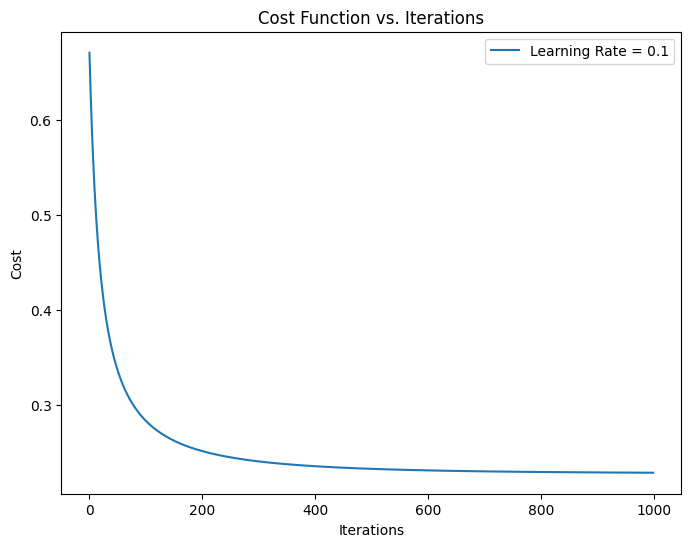 Cost Function vs. Iterations
Learning Rate = 0.1
0.6
0.5
0.4
0.3
Cost
0
200
400
600
800
1000
Iterations